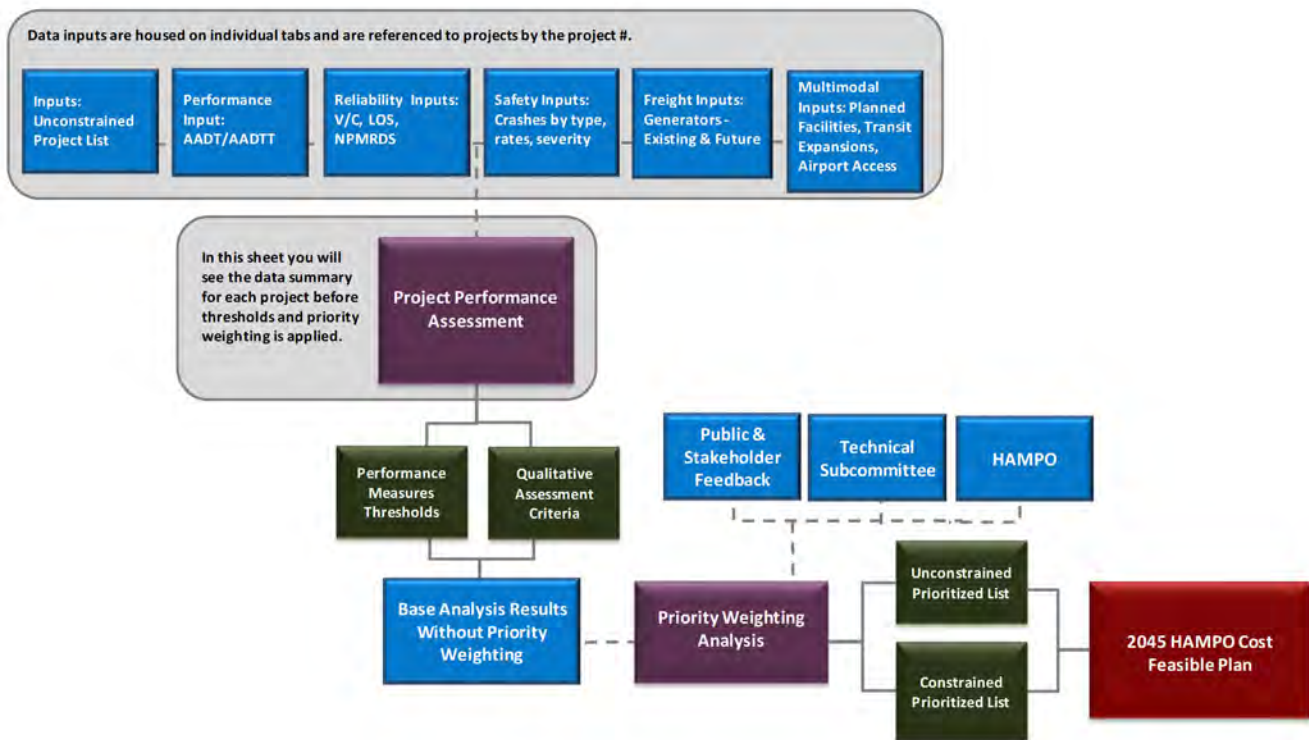 Data inputs are housed on individual tabs and are referenced to projects by the project #.
Inputs:
Unconstrained
Project List
Performance
Input:
AADT/AADTT
Reliability Inputs:
V/C, LOS,
NPMRDS
Safety Inputs:
Crashes by type,
rates, severity
Freight Inputs:
Generators -
Existing & Future
Multimodal
Inputs: Planned
Facilities, Transit
Expansions,
Airport Access
In this sheet you will
see the data summary
for each project before
thresholds and priority
weighting is applied.
Project Performance
Assessment
Performance
Measures
Thresholds
Qualitative
Assessment
Criteria
Public &
Stakeholder
Feedback
Technical
Subcommittee
HAMPO
Base Analysis Results
Without Priority
Weighting
Priority Weighting
Analysis
Unconstrained
Prioritized List
Constrained
Prioritized List
2045 HAMPO Cost
Feasible Plan